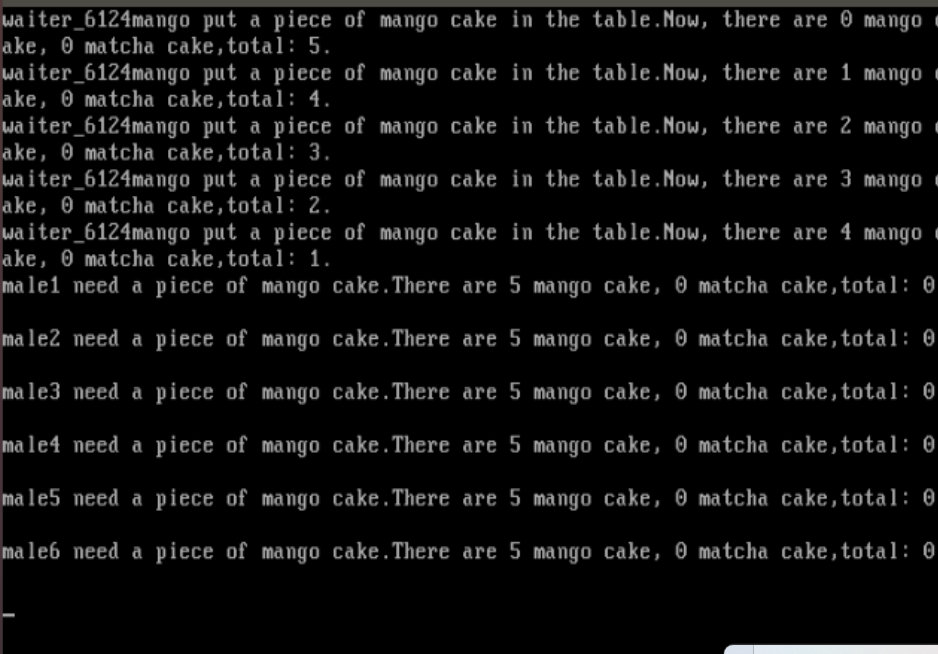 waiter_6124mango put a piece of mango cake in the table.Now, there are 0 mango c
ake, 0 matcha cake,total: 5.
waiter_6124mango put a piece of mango cake in the table.Now, there are 1 mango c
ake, 0 matcha cake,total: 4.
waiter_6124mango put a piece of mango cake in the table.Now, there are 2 mango c
ake, 0 matcha cake,total: 3.
waiter_6124mango put a piece of mango cake in the table.Now, there are 3 mango c
ake, 0 matcha cake,total: 2.
waiter_6124mango put a piece of mango cake in the table.Now, there are 4 mango c
ake, 0 matcha cake,total: 1.
male1 need a piece of mango cake.There are 5 mango cake, 0 matcha cake,total: 0
male2 need a piece of mango cake.There are 5 mango cake, 0 matcha cake,total: 0
male3 need a piece of mango cake.There are 5 mango cake, 0 matcha cake,total: 0
male4 need a piece of mango cake.There are 5 mango cake, 0 matcha cake,total: 0
male5 need a piece of mango cake.There are 5 mango cake, 0 matcha cake,total: 0
male6 need a piece of mango cake.There are 5 mango cake, 0 matcha cake,total: 0